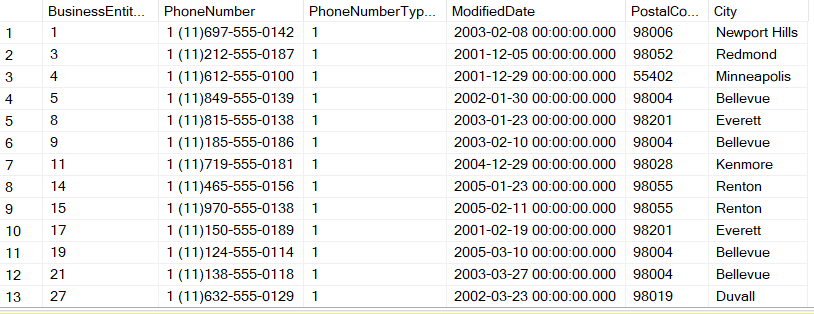 BusinessEntit... PhoneNumber PhoneNumberTyp... ModifiedDate PostalCo... City
1 1 1 (11)697-555-0142 1 2003-02-08 00:00:00.000 98006 Newport Hills
2 3 1 (11)212-555-0187 1 2001-12-05 00:00:00.000 98052 Redmond
3 4 1 (11)612-555-0100 1 2001-12-29 00:00:00.000 55402 Minneapolis
4 5 1 (11)849-555-0139 1 2002-01-30 00:00:00.000 98004 Bellevue
5 8 1 (11)815-555-0138 1 2003-01-23 00:00:00.000 98201 Everett
6 9 1 (11)185-555-0186 1 2003-02-10 00:00:00.000 98004 Bellevue
7 11 1 (11)719-555-0181 1 2004-12-29 00:00:00.000 98028 Kenmore
8 14 1 (11)465-555-0156 1 2005-01-23 00:00:00.000 98055 Renton
9 15 1 (11)970-555-0138 1 2005-02-11 00:00:00.000 98055 Renton
10 17 1 (11)150-555-0189 1 2001-02-19 00:00:00.000 98201 Everett
11 19 1 (11)124-555-0114 1 2005-03-10 00:00:00.000 98004 Bellevue
12 21 1 (11)138-555-0118 1 2003-03-27 00:00:00.000 98004 Bellevue
13 27 1 (11)632-555-0129 1 2002-03-23 00:00:00.000 98019 Duvall